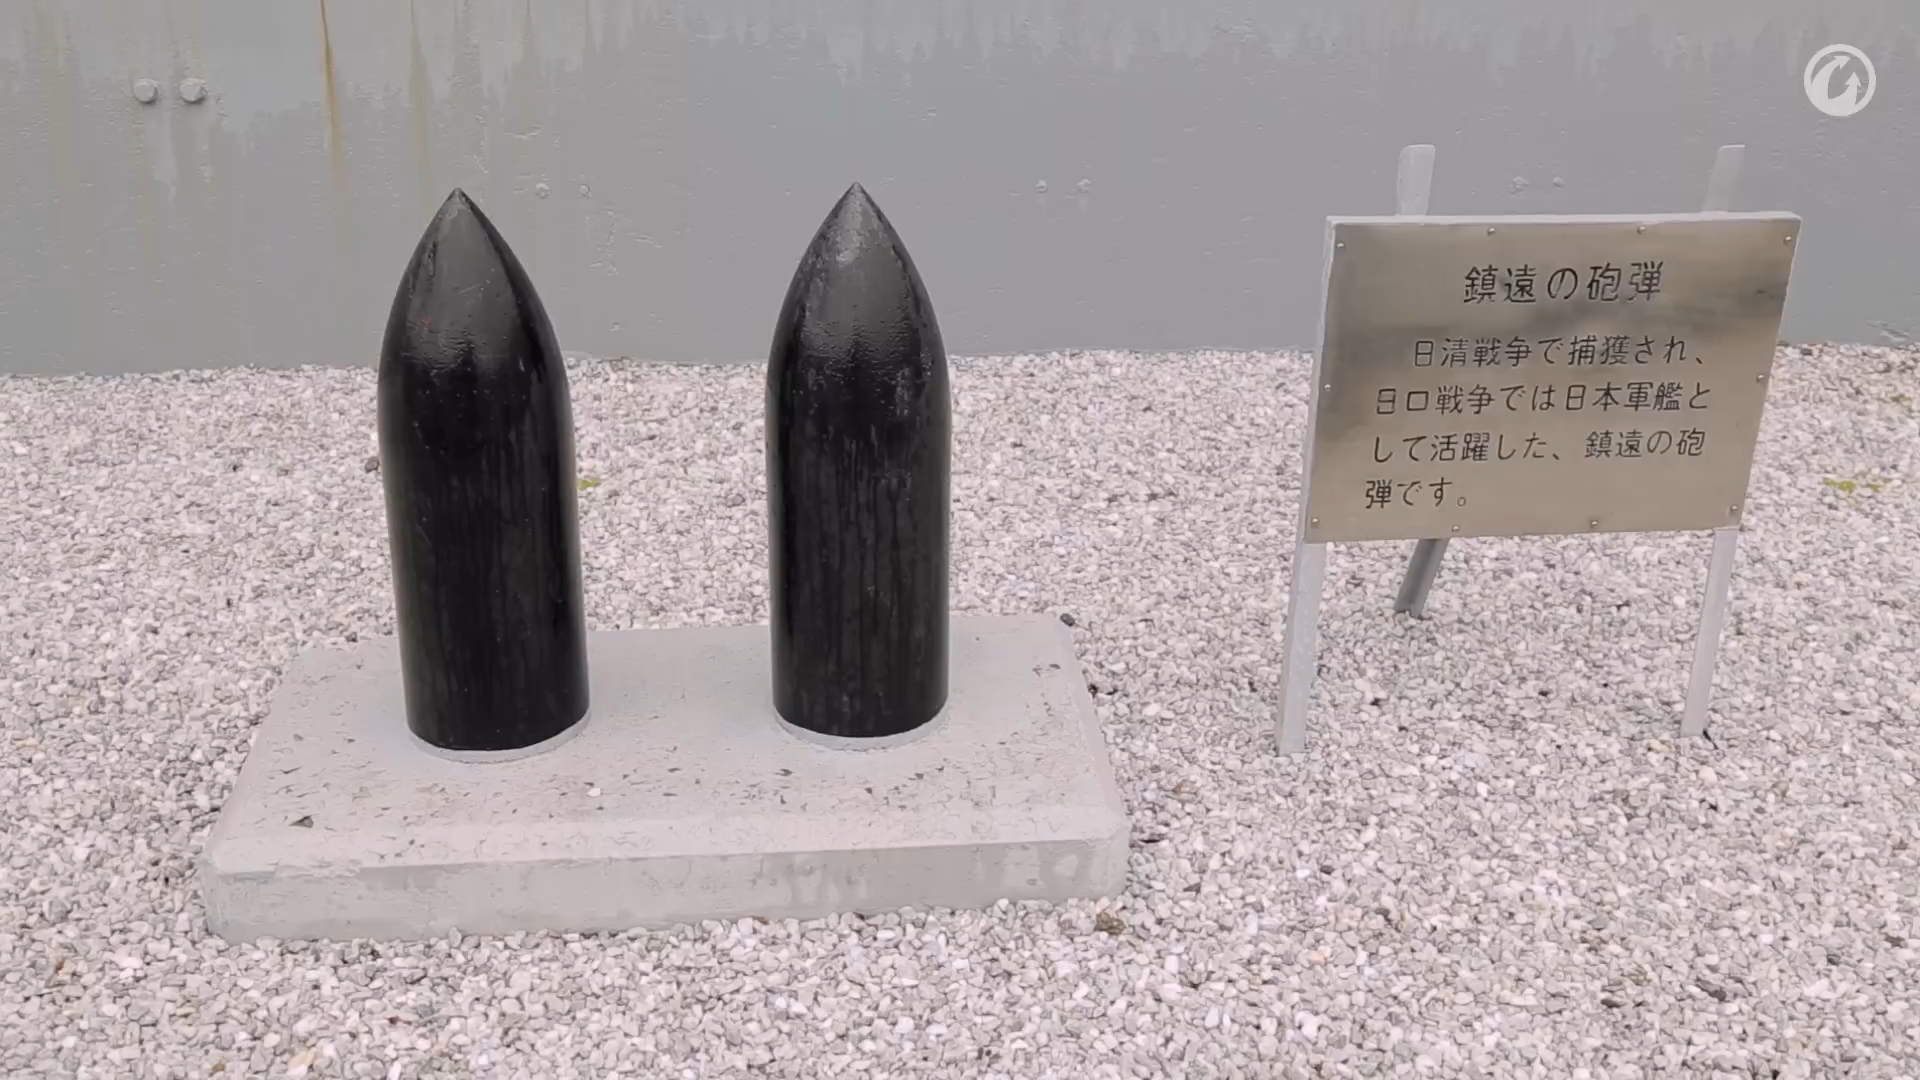 鎮遠の砲弾
日清戦争で捕獲され、
日ロ戦争では日本軍艦と
して活躍した、鎮遠の砲
弾です。